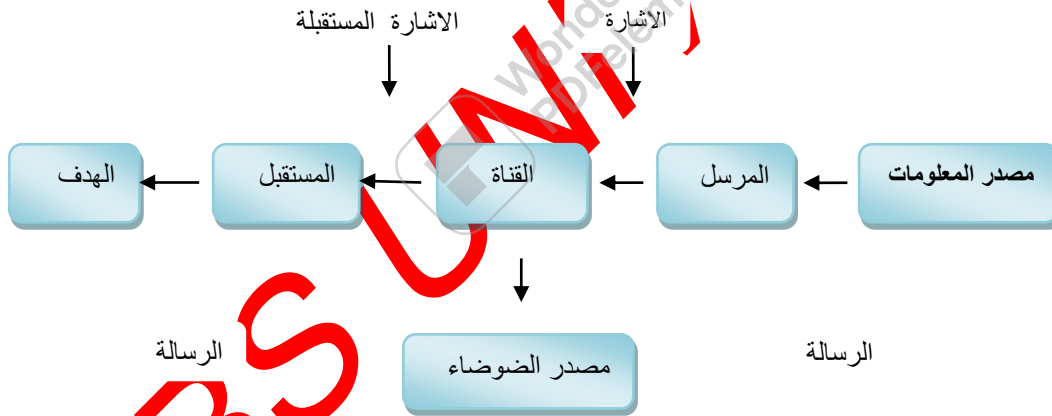 الاشارة
الاشارة المستقبلة
مصدر المعلومات
المرسل
القناة
المستقبل
الهدف
الرسالة
مصدر الضوضاء
الرسالة